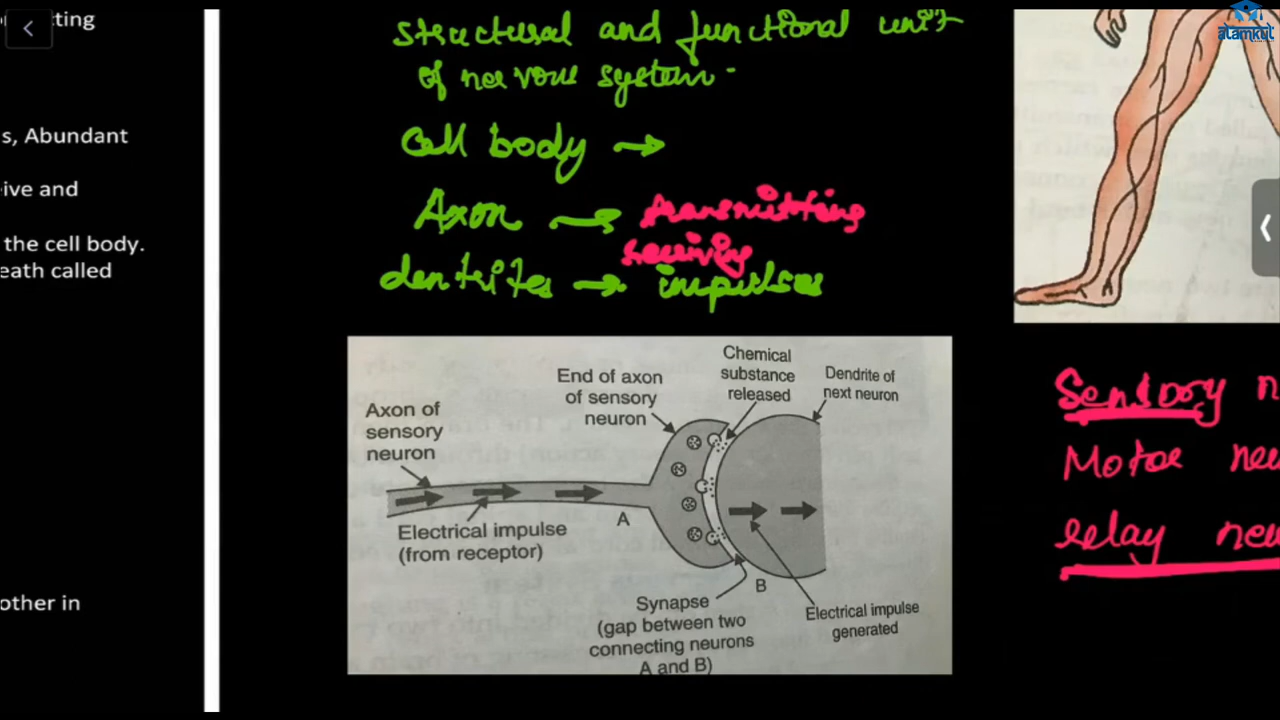 ting
s, Abundant
ive and
the cell body.
eath called
other in
structural and functional unit
of nervous system.
Cell body →
Axon → transmitting
receiving
dentrites → impulses
End of axon
of sensory
neuron
Chemical
substance
released
Dendrite of
next neuron
Axon of
sensory
neuron
A
Electrical impulse
(from receptor)
B
Synapse
(gap between two
connecting neurons
A and B)
Electrical impulse
generated
atamkul
Sensory n
Motor neu
relay neu